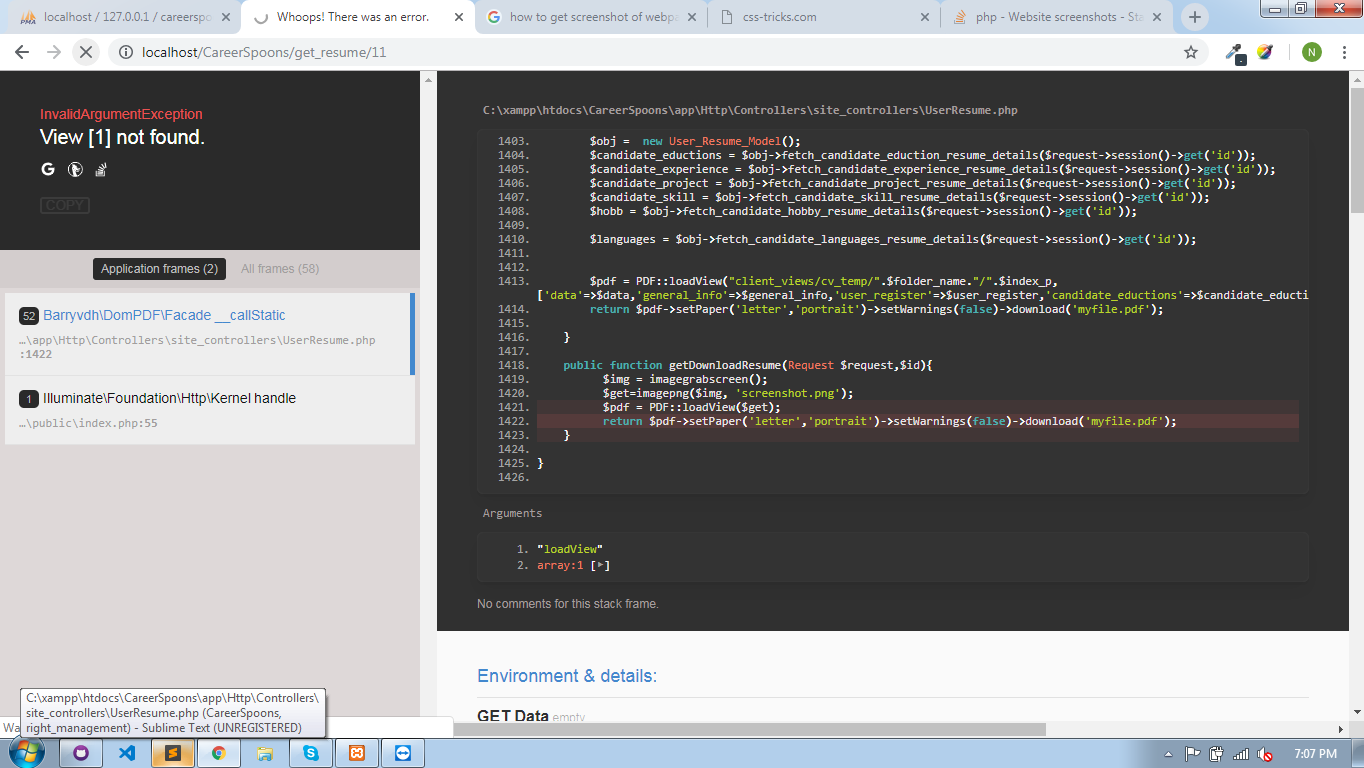 localhost / 127.0.0.1 / careerspo
Whoops! There was an error.
how to get screenshot of webpa
css-tricks.com
php - Website screenshots - Sta
localhost/CareerSpoons/get_resume/11
N
InvalidArgumentException
View [1] not found.
COPY
Application frames (2)
All frames (58)
52 Barryvdh\DomPDF\Facade __callStatic
…\app\Http\Controllers\site_controllers\UserResume.php
:1422
1 Illuminate\Foundation\Http\Kernel handle
…\public\index.php:55
C:\xampp\htdocs\CareerSpoons\app\Http\Controllers\site_controllers\UserResume.php
1403. $obj =  new User_Resume_Model();
1404. $candidate_eductions = $obj->fetch_candidate_eduction_resume_details($request->session()->get('id'));
1405. $candidate_experience = $obj->fetch_candidate_experience_resume_details($request->session()->get('id'));
1406. $candidate_project = $obj->fetch_candidate_project_resume_details($request->session()->get('id'));
1407. $candidate_skill = $obj->fetch_candidate_skill_resume_details($request->session()->get('id'));
1408. $hobb = $obj->fetch_candidate_hobby_resume_details($request->session()->get('id'));
1409.
1410. $languages = $obj->fetch_candidate_languages_resume_details($request->session()->get('id'));
1411.
1412.
1413. $pdf = PDF::loadView("client_views/cv_temp/".$folder_name."/".$index_p,
['data'=>$data,'general_info'=>$general_info,'user_register'=>$user_register,'candidate_eductions'=>$candidate_educti
1414. return $pdf->setPaper('letter','portrait')->setWarnings(false)->download('myfile.pdf');
1415.
1416. }
1417.
1418. public function getDownloadResume(Request $request,$id){
1419. $img = imagegrabscreen();
1420. $get=imagepng($img, 'screenshot.png');
1421. $pdf = PDF::loadView($get);
1422. return $pdf->setPaper('letter','portrait')->setWarnings(false)->download('myfile.pdf');
1423. }
1424.
1425. }
1426.
Arguments
1. "loadView"
2. array:1 [▶]
No comments for this stack frame.
Environment & details:
GET Data empty
C:\xampp\htdocs\CareerSpoons\app\Http\Controllers\
site_controllers\UserResume.php (CareerSpoons,
right_management) - Sublime Text (UNREGISTERED)
7:07 PM